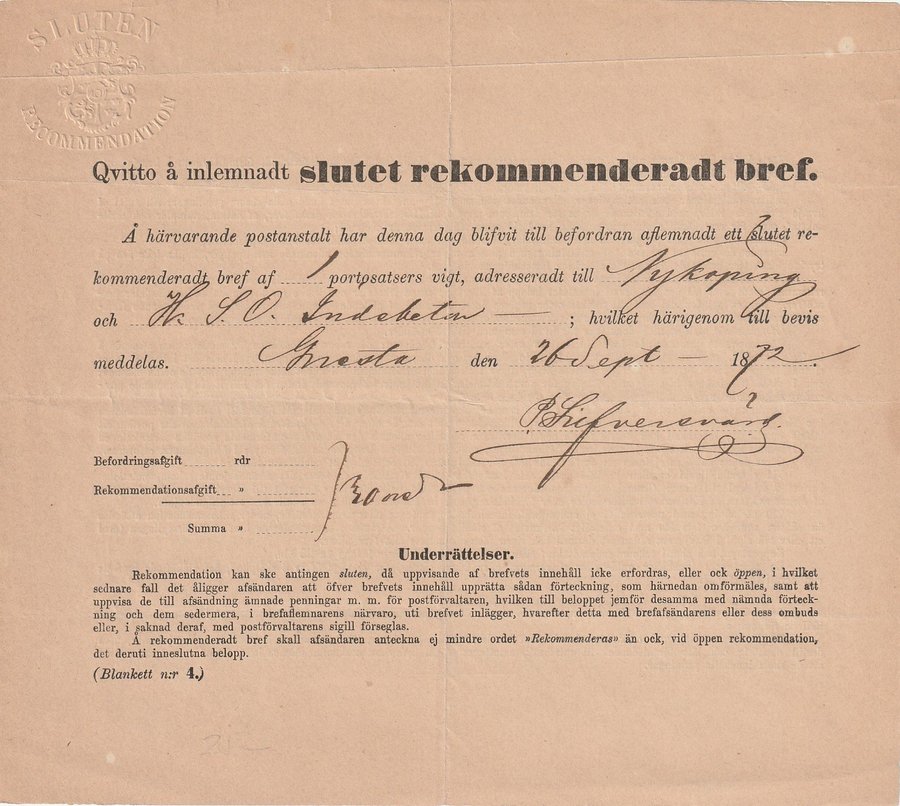 SLUTEN
RECOMMENDATION
Qvitto å inlemnadt slutet rekommenderadt bref.
Å härvarande postanstalt har denna dag blifvit till befordran aflemnadt ett slutet re-
kommenderadt bref af 1 portosatsers vigt, adresseradt till Nyköping
och H. S. O. ; hvilket härigenom till bevis
meddelas. Gnesta den 26 Sept – 1872.
Befordringsafgift rdr
Rekommendationsafgift „
Summa „
Underrättelser.
Rekommendation kan ske antingen sluten, då uppvisande af brefvets innehåll icke erfordras, eller ock öppen, i hvilket
sednare fall det åligger afsändaren att öfver brefvets innehåll upprätta sådan förteckning, som härnedan omförmäles, samt att
uppvisa de till afsändning ämnade penningar m. m. för postförvaltaren, hvilken till beloppet jemför desamma med nämnda förteck-
ning och dem sedermera, i brefaflemnarens närvaro, uti brefvet inlägger, hvarefter detta med brefafsändarens eller dess ombuds
eller, i saknad deraf, med postförvaltarens sigill förseglas.
Å rekommenderadt bref skall afsändaren anteckna ej mindre ordet »Rekommenderas» än ock, vid öppen rekommendation,
det deruti inneslutna belopp.
(Blankett n:r 4.)